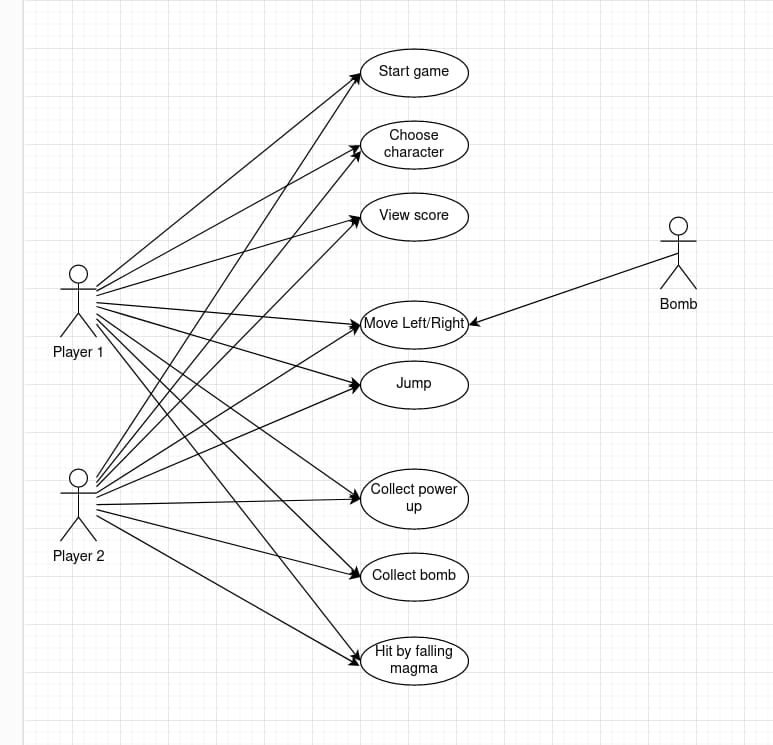 Start game
Choose
character
View score
Move Left/Right
Bomb
Player 1
Jump
Collect power
up
Player 2
Collect bomb
Hit by falling
magma